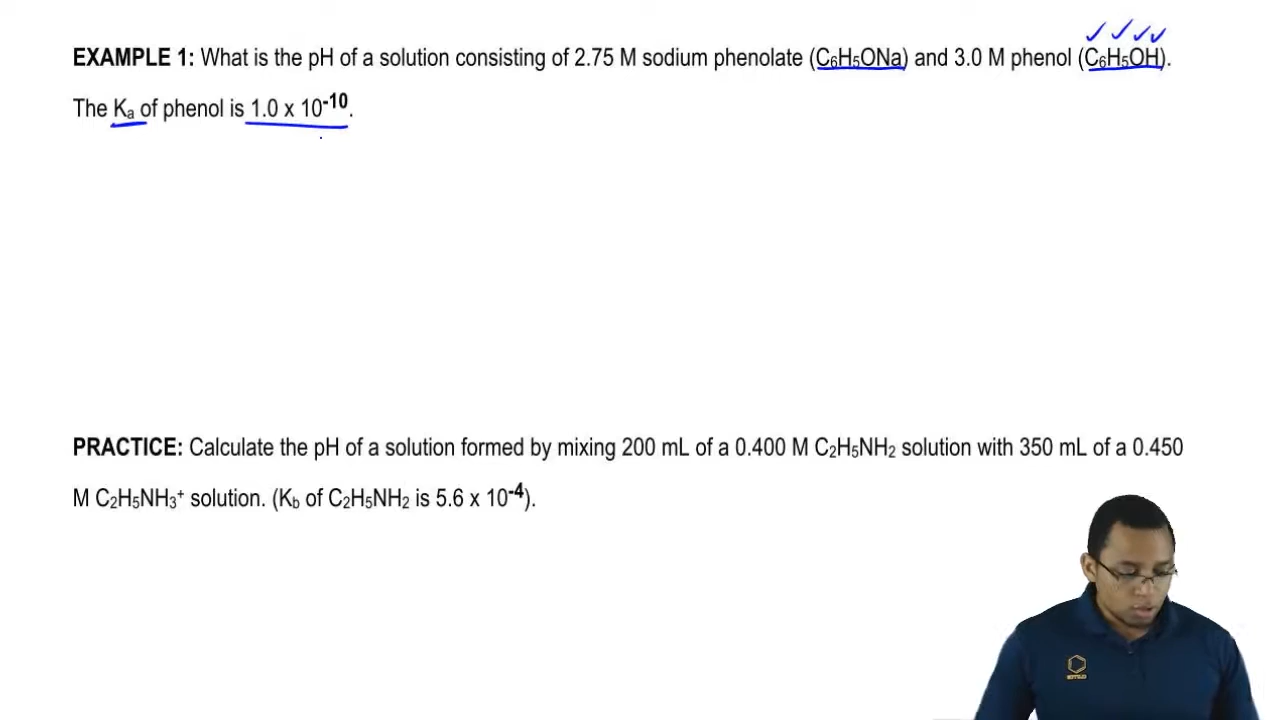 EXAMPLE 1: What is the pH of a solution consisting of 2.75 M sodium phenolate (C₆H₅ONa) and 3.0 M phenol (C₆H₅OH).
The Kₐ of phenol is 1.0 x 10⁻¹⁰.
PRACTICE: Calculate the pH of a solution formed by mixing 200 mL of a 0.400 M C₂H₅NH₂ solution with 350 mL of a 0.450
M C₂H₅NH₃⁺ solution. (K_b of C₂H₅NH₂ is 5.6 x 10⁻⁴).